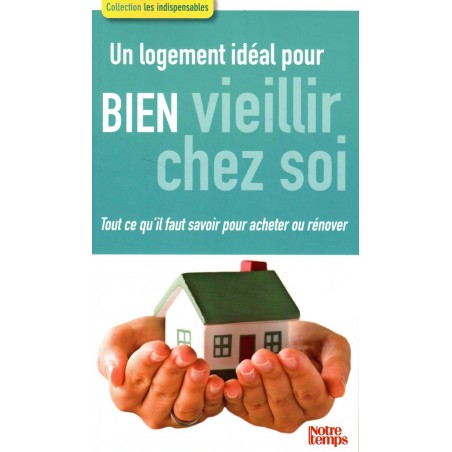 Collection les indispensables
Un logement idéal pour
BIEN vieillir
chez soi
Tout ce qu'il faut savoir pour acheter ou rénover
Notre
temps